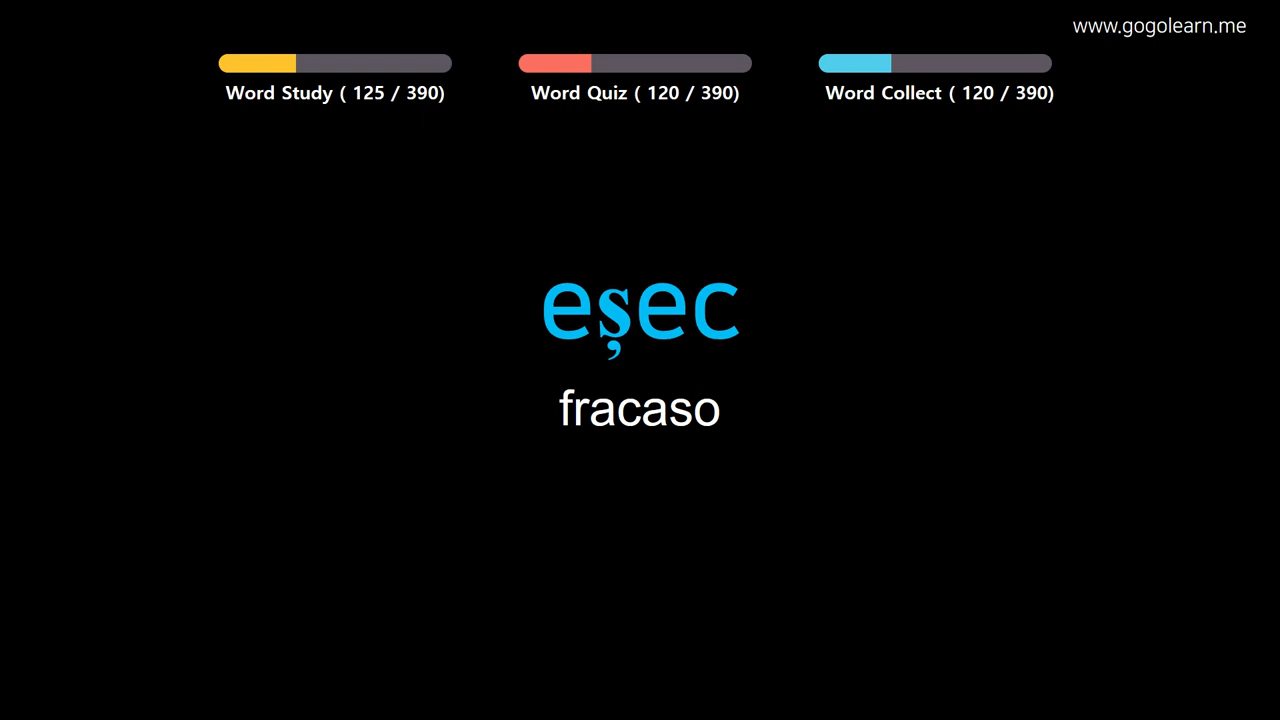 www.gogolearn.me
Word Study ( 125 / 390)
Word Quiz ( 120 / 390)
Word Collect ( 120 / 390)
eșec
fracaso